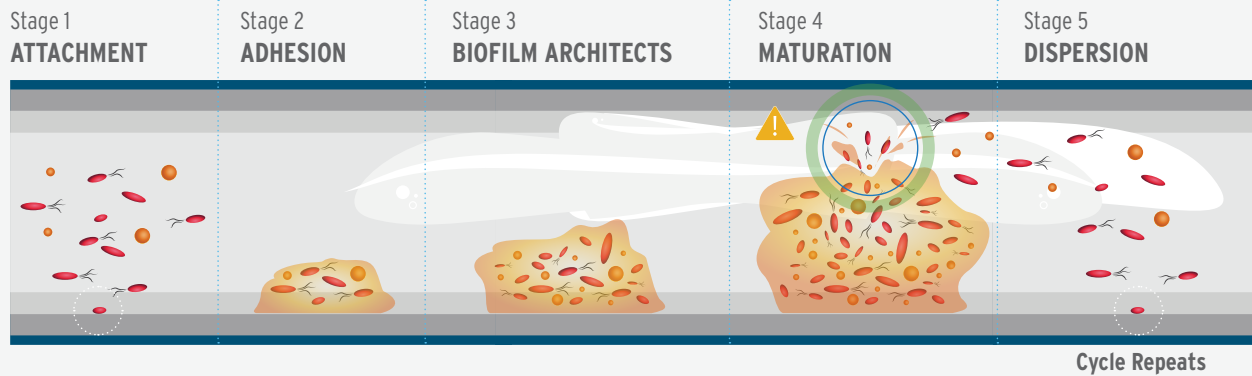 Stage 1
ATTACHMENT
Stage 2
ADHESION
Stage 3
BIOFILM ARCHITECTS
Stage 4
MATURATION
Stage 5
DISPERSION
!
Cycle Repeats